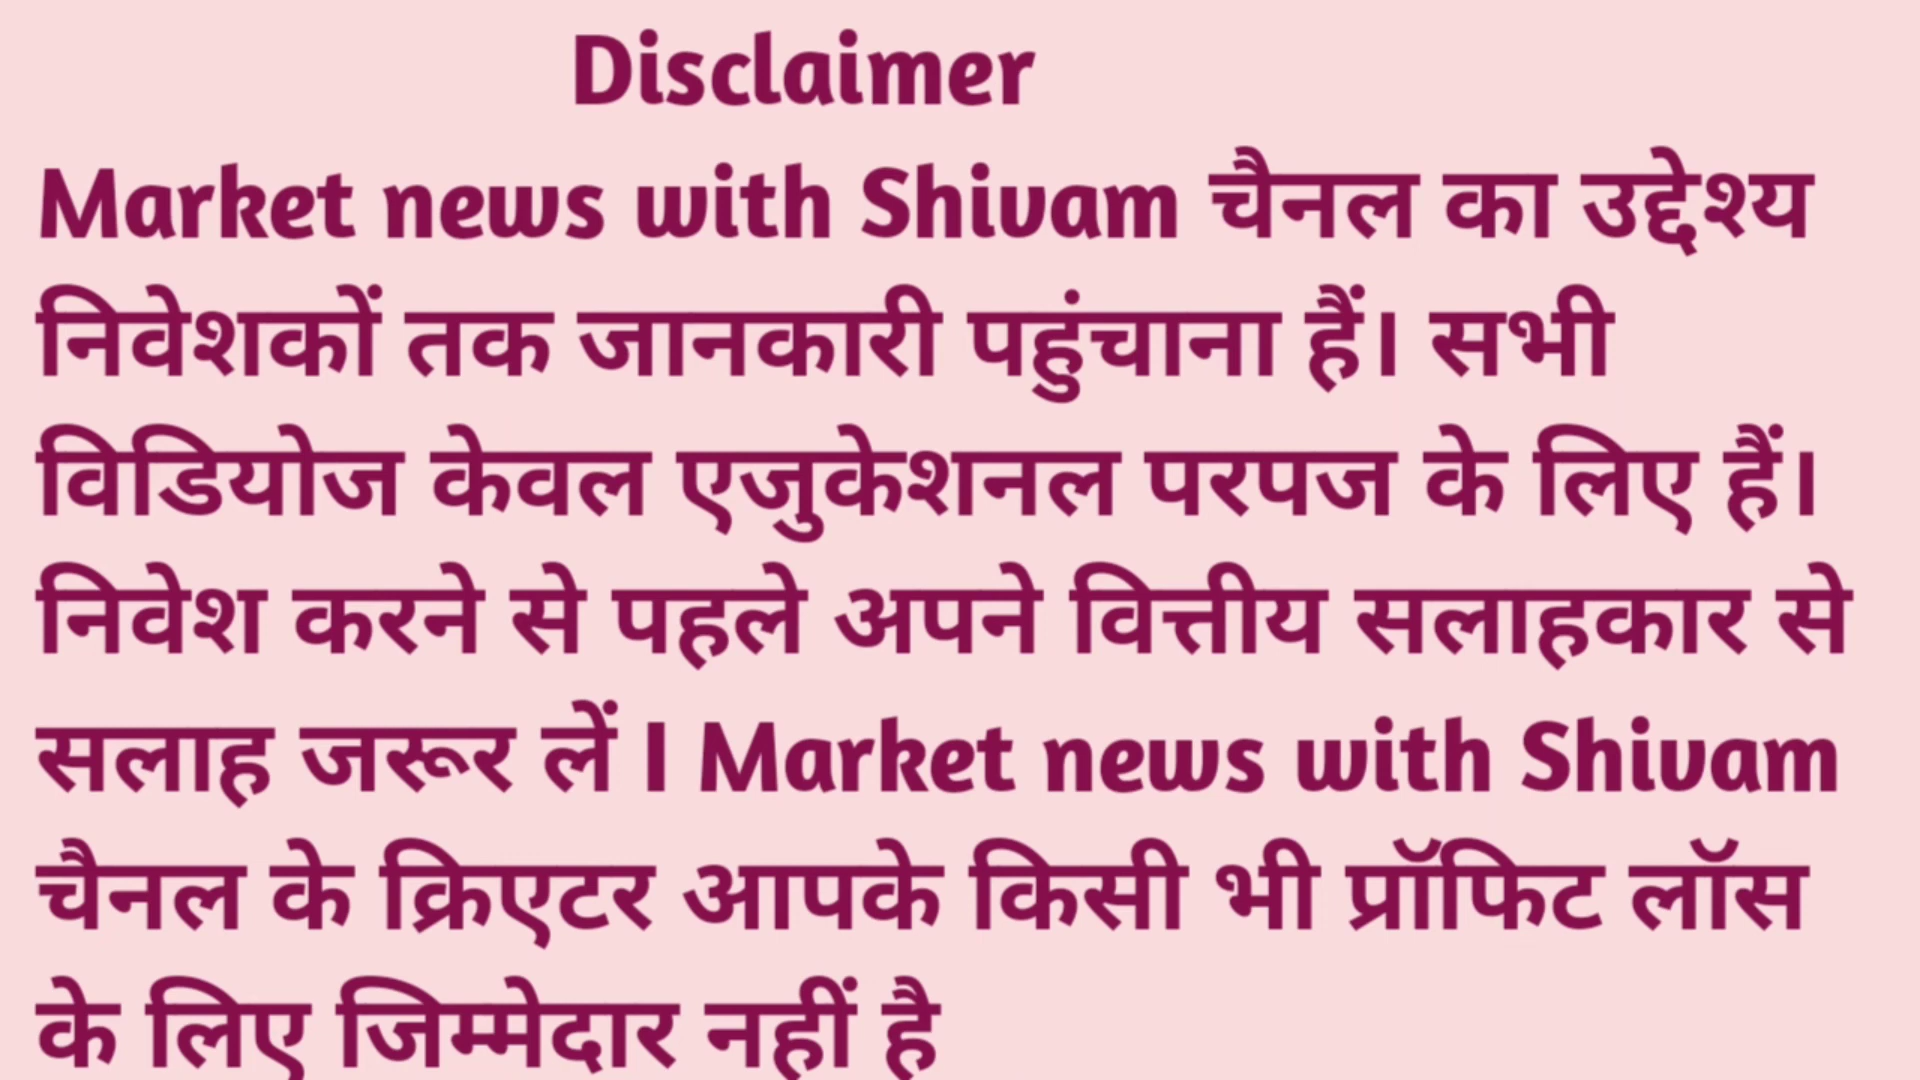 Disclaimer
Market news with Shivam चैनल का उद्देश्य
निवेशकों तक जानकारी पहुंचाना हैं। सभी
विडियोज केवल एजुकेशनल परपज के लिए हैं।
निवेश करने से पहले अपने वित्तीय सलाहकार से
सलाह जरूर लें I Market news with Shivam
चैनल के क्रिएटर आपके किसी भी प्रॉफिट लॉस
के लिए जिम्मेदार नहीं है